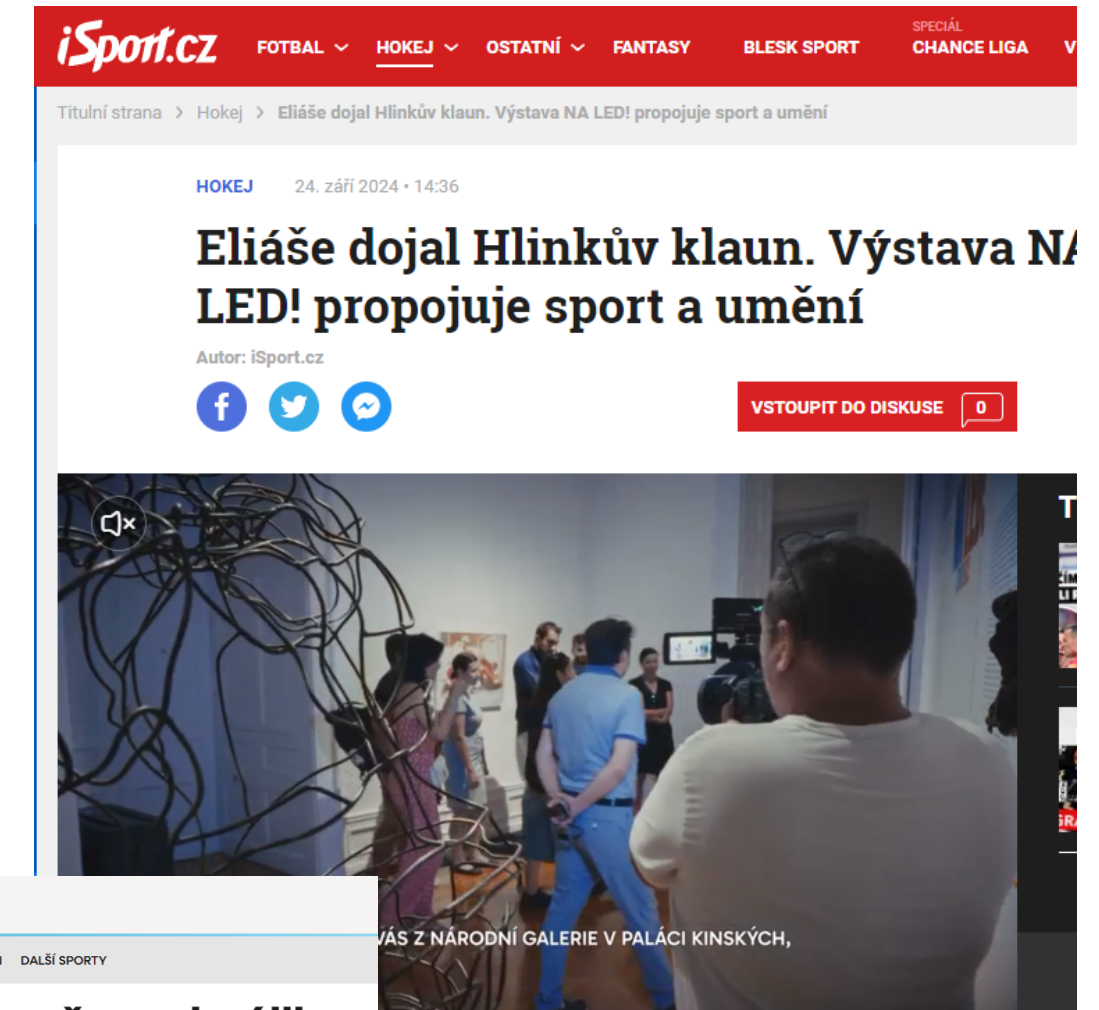 iSport.cz
FOTBAL
HOKEJ
OSTATNÍ
FANTASY
BLESK SPORT
SPECIÁL
CHANCE LIGA
V
Titulní strana > Hokej > Eliáše dojal Hlinkův klaun. Výstava NA LED! propojuje sport a umění
HOKEJ 24. září 2024 • 14:36
Eliáše dojal Hlinkův klaun. Výstava NA
LED! propojuje sport a umění
Autor: iSport.cz
VSTOUPIT DO DISKUSE 0
T
VÁS Z NÁRODNÍ GALERIE V PALÁCI KINSKÝCH,
DALŠÍ SPORTY